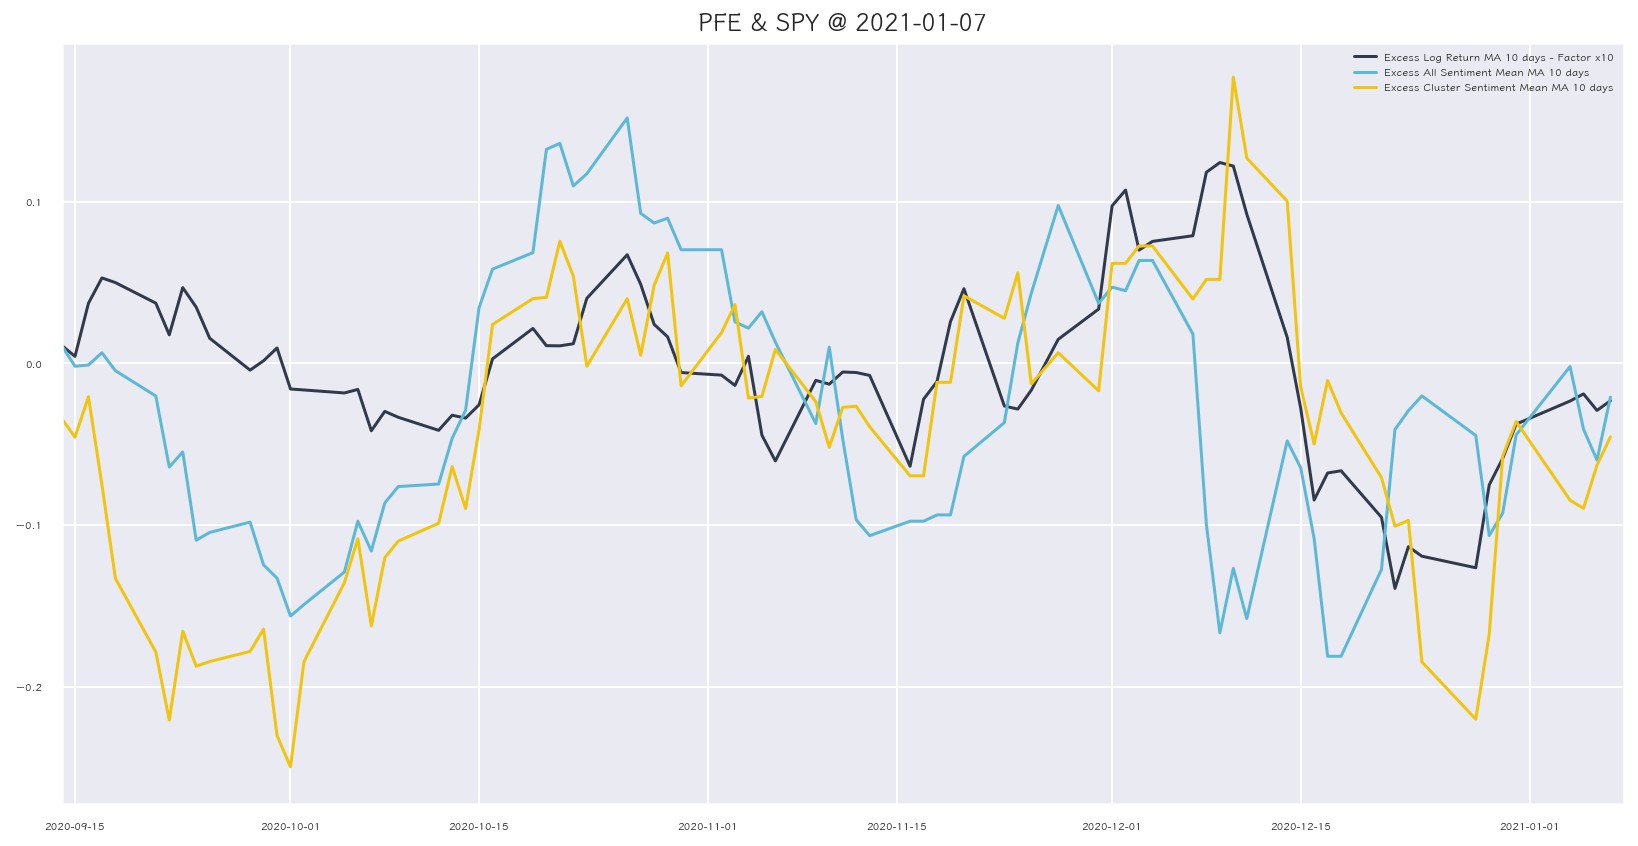 PFE & SPY @ 2021-01-07
Excess Log Return MA 10 days - Factor x10
Excess All Sentiment Mean MA 10 days
Excess Cluster Sentiment Mean MA 10 days
0.1
0.0
−0.1
−0.2
2020-09-15 2020-10-01 2020-10-15 2020-11-01 2020-11-15 2020-12-01 2020-12-15 2021-01-01